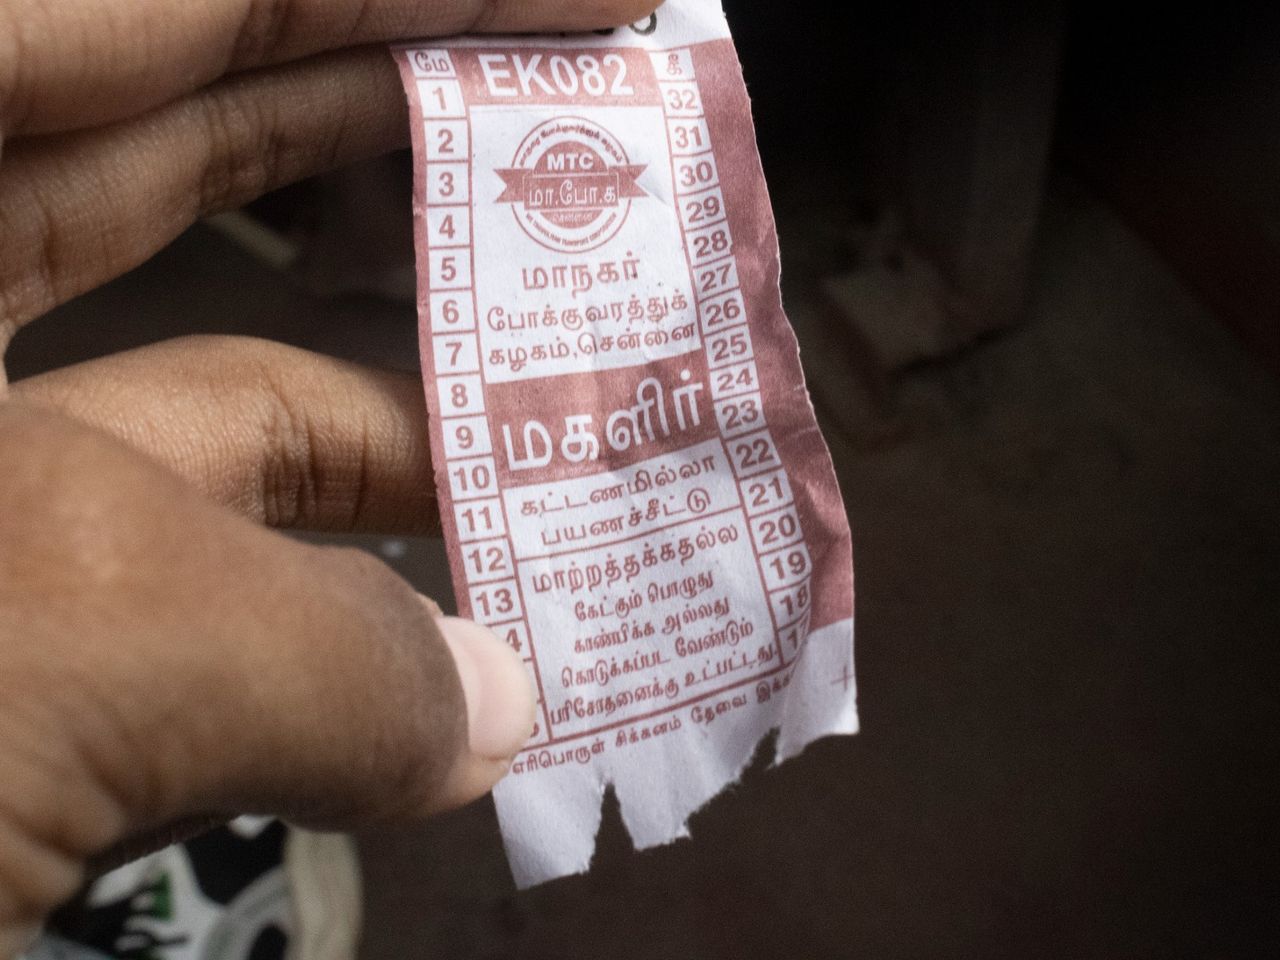 மே
EK082
கீ
1
2
3
4
5
6
7
8
9
10
11
12
13
32
31
30
29
28
27
26
25
24
23
22
21
20
19
18
MTC
மா.போ.க
சென்னை
மாநகர்
போக்குவரத்துக்
கழகம்,சென்னை
மகளிர்
கட்டணமில்லா
பயணச்சீட்டு
மாற்றத்தக்கதல்ல
கேட்கும் பொழுது
காண்பிக்க அல்லது
கொடுக்கப்பட வேண்டும்
பரிசோதனைக்கு உட்பட்டது.
எரிபொருள் சிக்கனம் தேவை